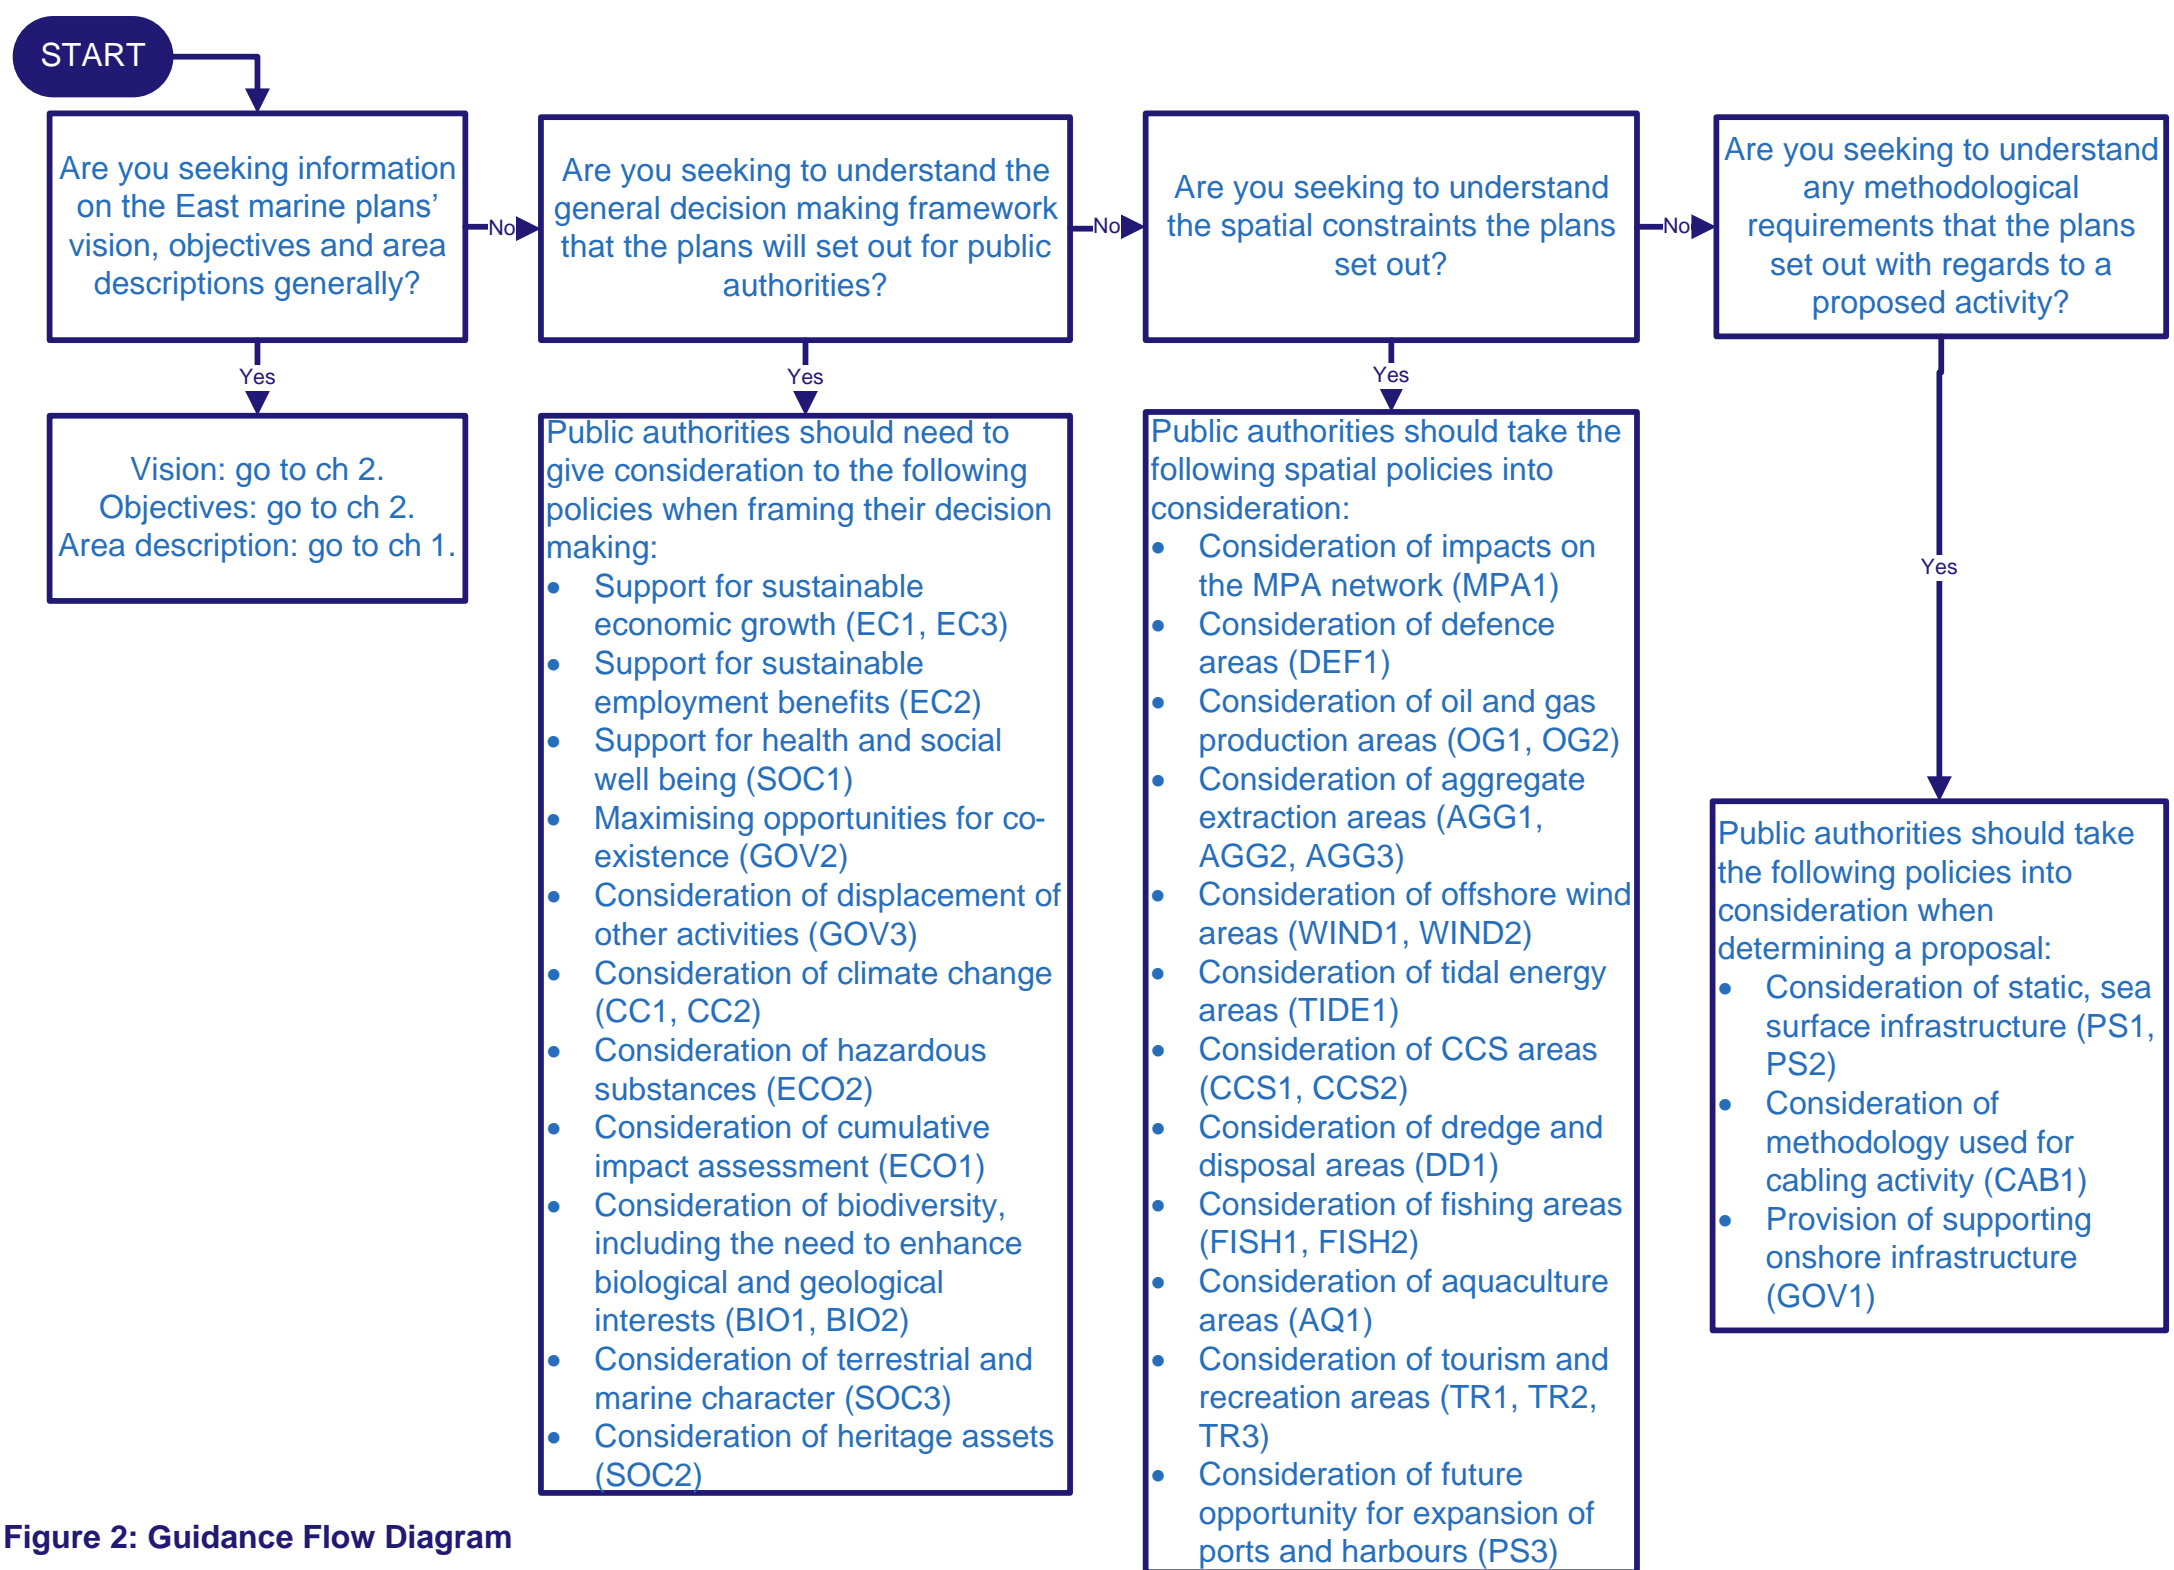 START
Are you seeking information
on the East marine plans’
vision, objectives and area
descriptions generally?
No
Are you seeking to understand the
general decision making framework
that the plans will set out for public
authorities?
No
Are you seeking to understand
the spatial constraints the plans
set out?
No
Are you seeking to understand
any methodological
requirements that the plans
set out with regards to a
proposed activity?
Yes
Vision: go to ch 2.
Objectives: go to ch 2.
Area description: go to ch 1.
Yes
Public authorities should need to
give consideration to the following
policies when framing their decision
making:
• Support for sustainable
economic growth (EC1, EC3)
• Support for sustainable
employment benefits (EC2)
• Support for health and social
well being (SOC1)
• Maximising opportunities for co-
existence (GOV2)
• Consideration of displacement of
other activities (GOV3)
• Consideration of climate change
(CC1, CC2)
• Consideration of hazardous
substances (ECO2)
• Consideration of cumulative
impact assessment (ECO1)
• Consideration of biodiversity,
including the need to enhance
biological and geological
interests (BIO1, BIO2)
• Consideration of terrestrial and
marine character (SOC3)
• Consideration of heritage assets
(SOC2)
Yes
Public authorities should take the
following spatial policies into
consideration:
• Consideration of impacts on
the MPA network (MPA1)
• Consideration of defence
areas (DEF1)
• Consideration of oil and gas
production areas (OG1, OG2)
• Consideration of aggregate
extraction areas (AGG1,
AGG2, AGG3)
• Consideration of offshore wind
areas (WIND1, WIND2)
• Consideration of tidal energy
areas (TIDE1)
• Consideration of CCS areas
(CCS1, CCS2)
• Consideration of dredge and
disposal areas (DD1)
• Consideration of fishing areas
(FISH1, FISH2)
• Consideration of aquaculture
areas (AQ1)
• Consideration of tourism and
recreation areas (TR1, TR2,
TR3)
• Consideration of future
opportunity for expansion of
ports and harbours (PS3)
Yes
Public authorities should take
the following policies into
consideration when
determining a proposal:
• Consideration of static, sea
surface infrastructure (PS1,
PS2)
• Consideration of
methodology used for
cabling activity (CAB1)
• Provision of supporting
onshore infrastructure
(GOV1)
Figure 2: Guidance Flow Diagram